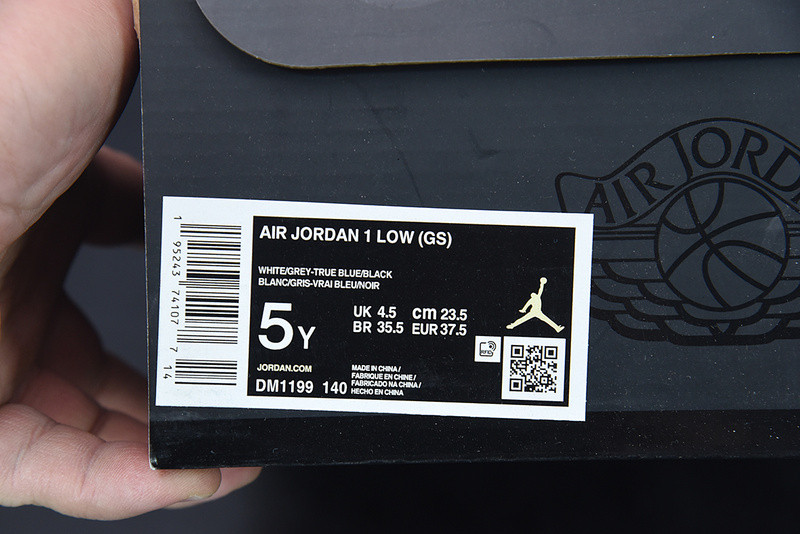 AIR JORDAN
AIR JORDAN 1 LOW (GS)
WHITE/GREY-TRUE BLUE/BLACK
BLANC/GRIS-VRAI BLEU/NOIR
5Y
UK 4.5 cm 23.5
BR 35.5 EUR 37.5
RFID
JORDAN.COM
DM1199 140
MADE IN CHINA /
FABRIQUE EN CHINE /
FABRICADO NA CHINA /
HECHO EN CHINA
1 95243 74107 7 14